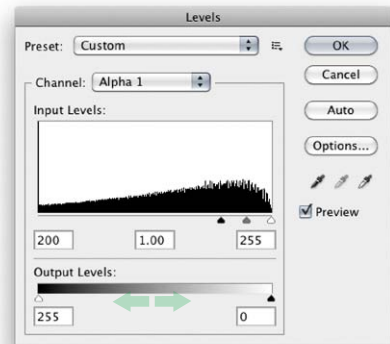 Levels
Preset: Custom
OK
Cancel
Auto
Options...
Preview
Channel: Alpha 1
Input Levels:
200 1.00 255
Output Levels:
255 0